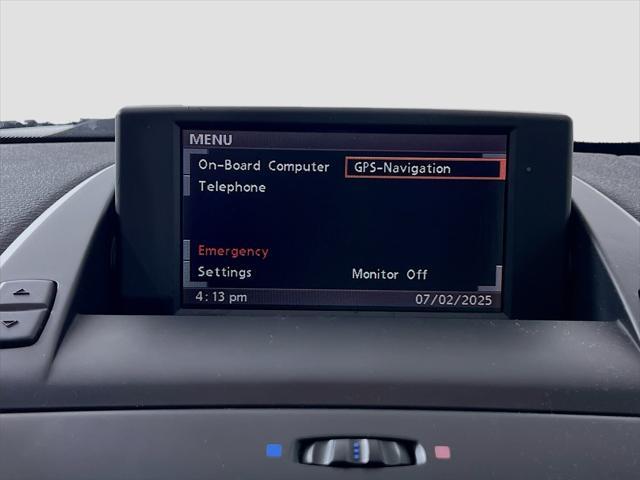 MENU
On-Board Computer GPS-Navigation
Telephone
Emergency
Settings Monitor Off
4:13 pm 07/02/2025